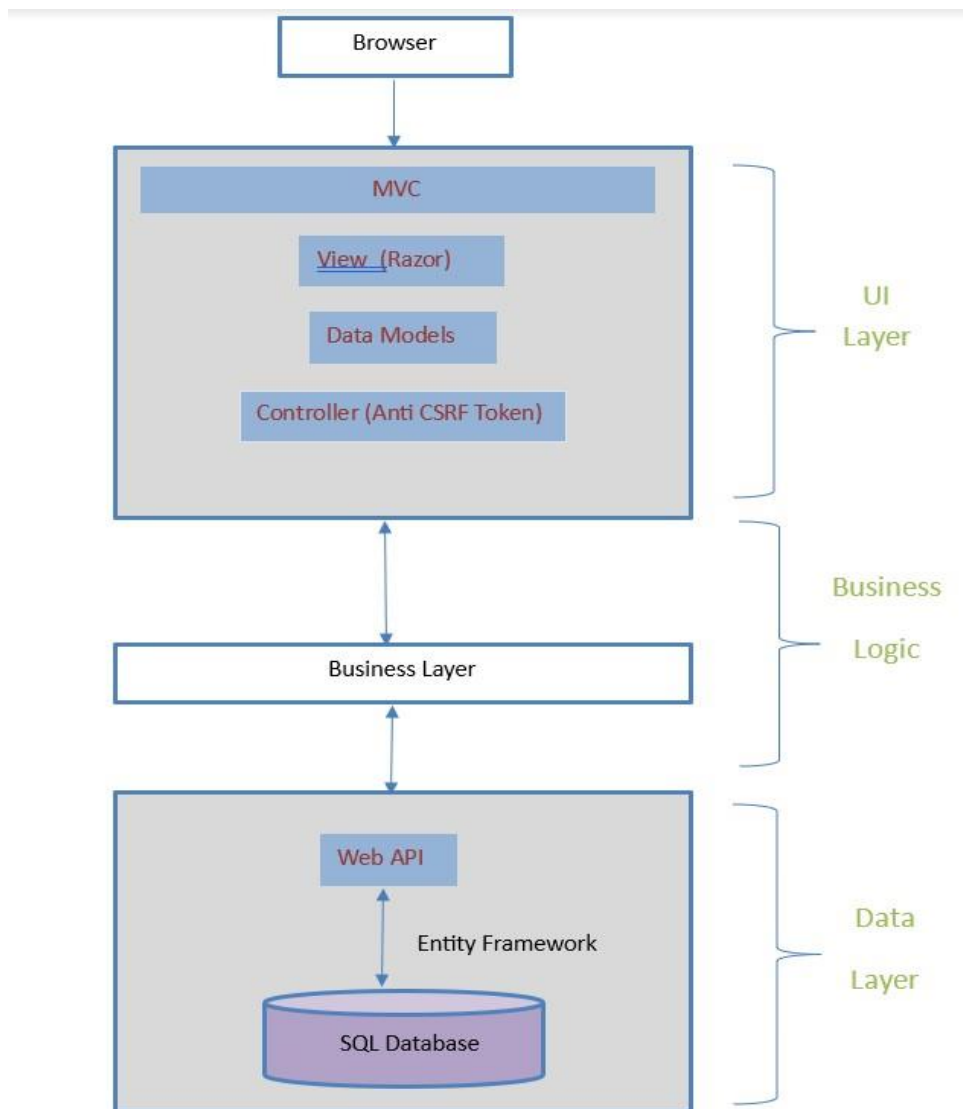 Browser
MVC
View (Razor)
Data Models
Controller (Anti CSRF Token)
UI
Layer
Business Layer
Business
Logic
Web API
Entity Framework
SQL Database
Data
Layer